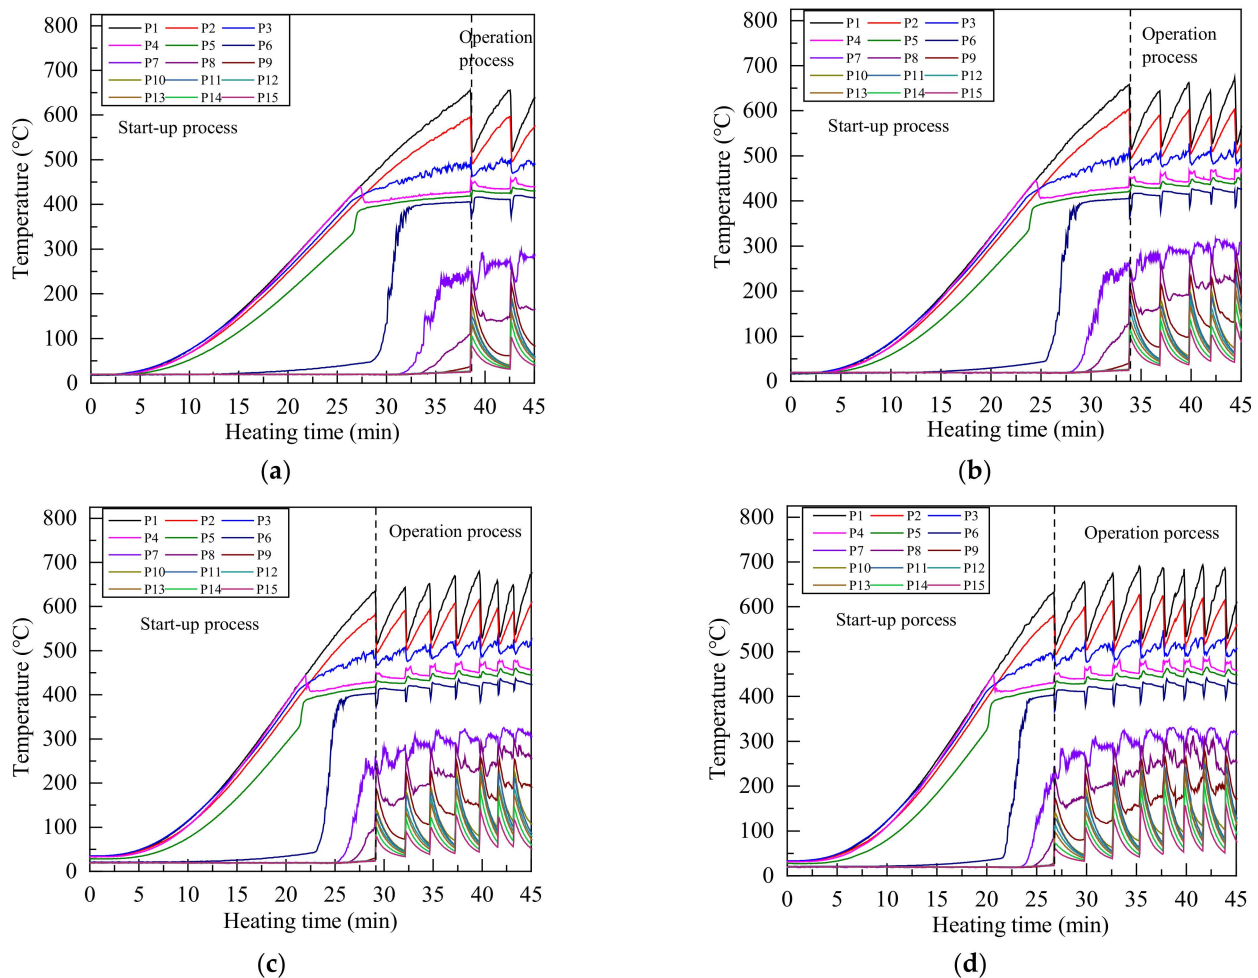 800
700
600
500
400
300
200
100
0
Temperature (°C)
P1 P2 P3
P4 P5 P6
P7 P8 P9
P10 P11 P12
P13 P14 P15
Operation
process
Start-up process
0 5 10 15 20 25 30 35 40 45
Heating time (min)
(a)
800
700
600
500
400
300
200
100
0
Temperature (°C)
P1 P2 P3
P4 P5 P6
P7 P8 P9
P10 P11 P12
P13 P14 P15
Operation
process
Start-up process
0 5 10 15 20 25 30 35 40 45
Heating time (min)
(b)
800
700
600
500
400
300
200
100
0
Temperature (°C)
P1 P2 P3
P4 P5 P6
P7 P8 P9
P10 P11 P12
P13 P14 P15
Operation process
Start-up process
0 5 10 15 20 25 30 35 40 45
Heating time (min)
(c)
800
700
600
500
400
300
200
100
0
Temperature (°C)
P1 P2 P3
P4 P5 P6
P7 P8 P9
P10 P11 P12
P13 P14 P15
Operation porcess
Start-up porcess
0 5 10 15 20 25 30 35 40 45
Heating time (min)
(d)